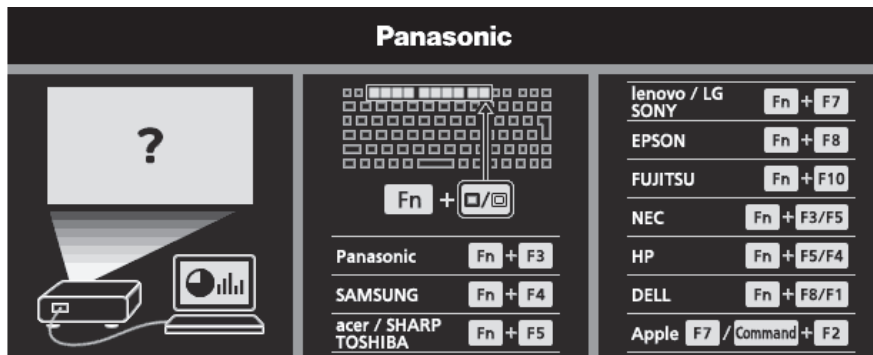 Panasonic
?
Fn + □/回
Panasonic Fn + F3
SAMSUNG Fn + F4
acer / SHARP
TOSHIBA Fn + F5
lenovo / LG
SONY Fn + F7
EPSON Fn + F8
FUJITSU Fn + F10
NEC Fn + F3/F5
HP Fn + F5/F4
DELL Fn + F8/F1
Apple F7 / Command + F2